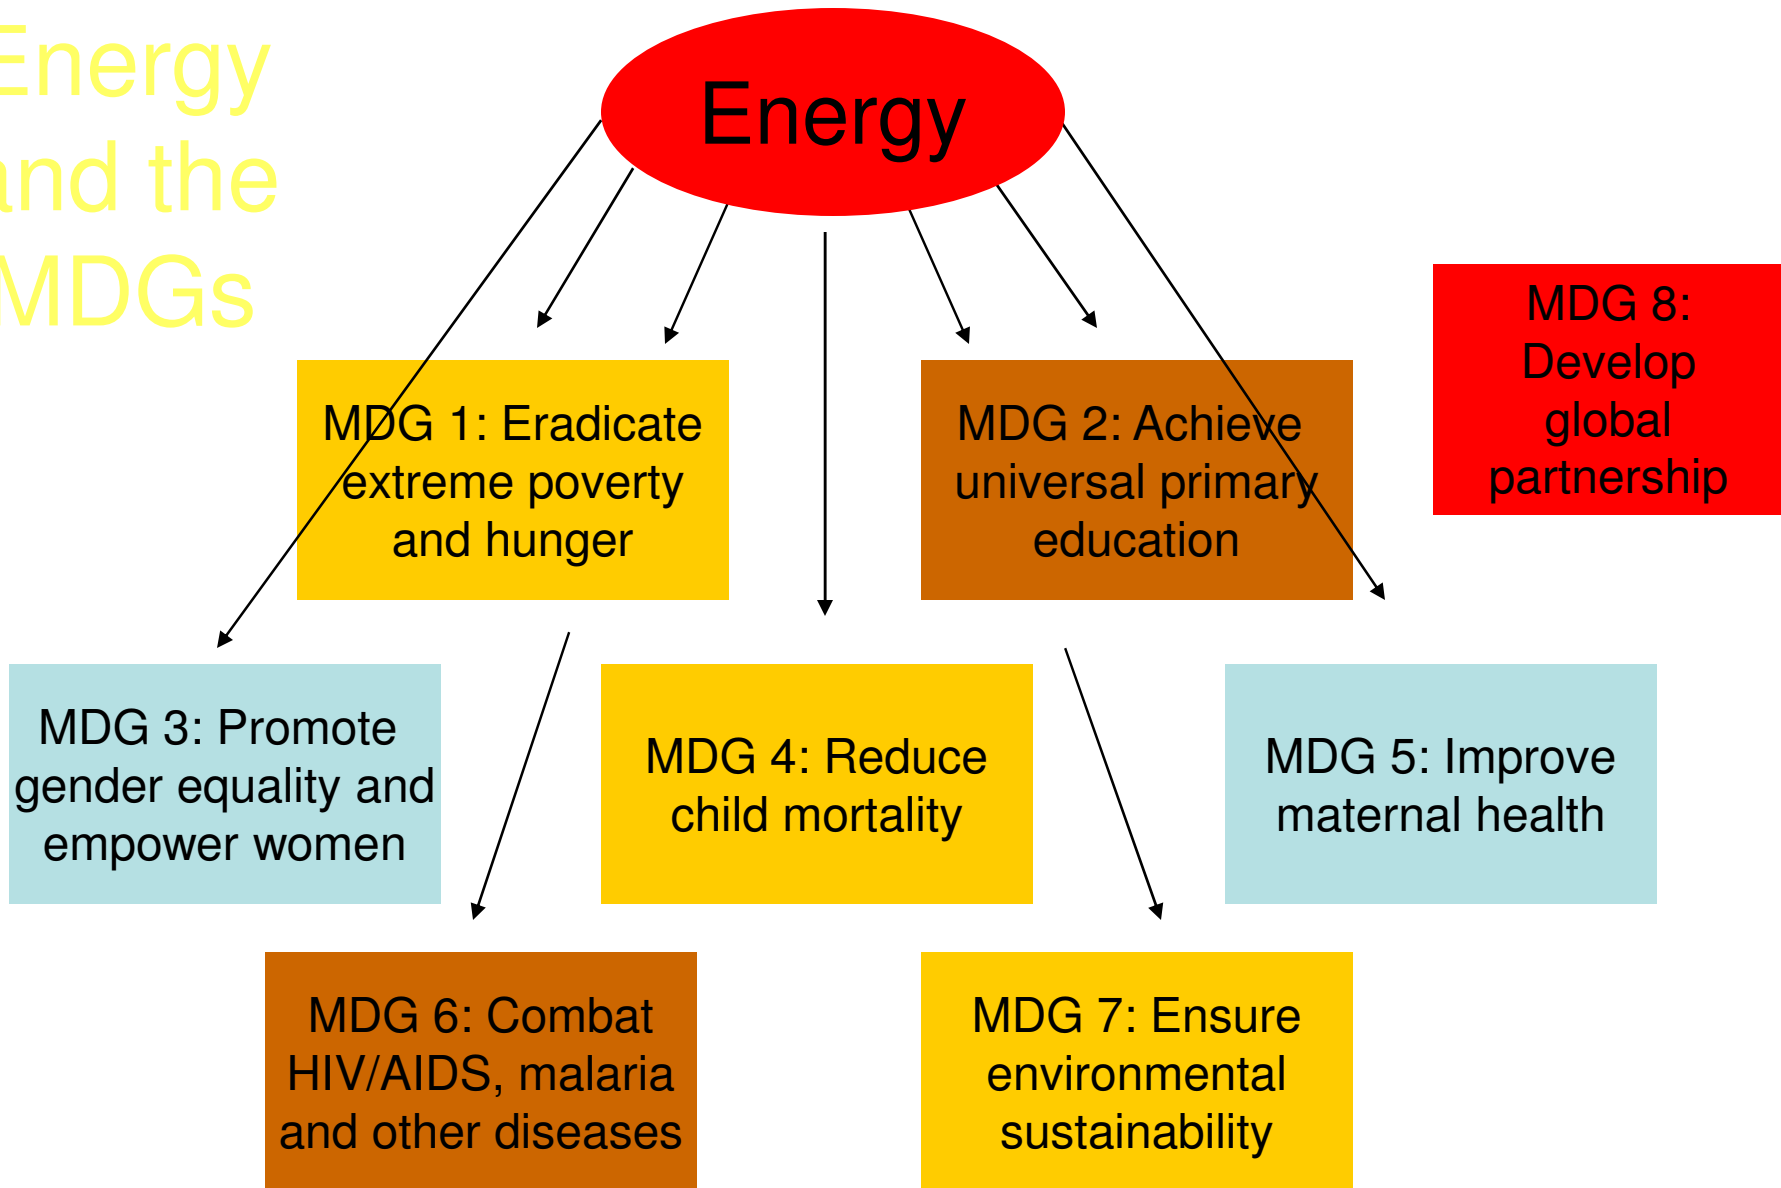 Energy
and the
MDGs
Energy
MDG 1: Eradicate
extreme poverty
and hunger
MDG 2: Achieve
universal primary
education
MDG 8:
Develop
global
partnership
MDG 3: Promote
gender equality and
empower women
MDG 4: Reduce
child mortality
MDG 5: Improve
maternal health
MDG 6: Combat
HIV/AIDS, malaria
and other diseases
MDG 7: Ensure
environmental
sustainability